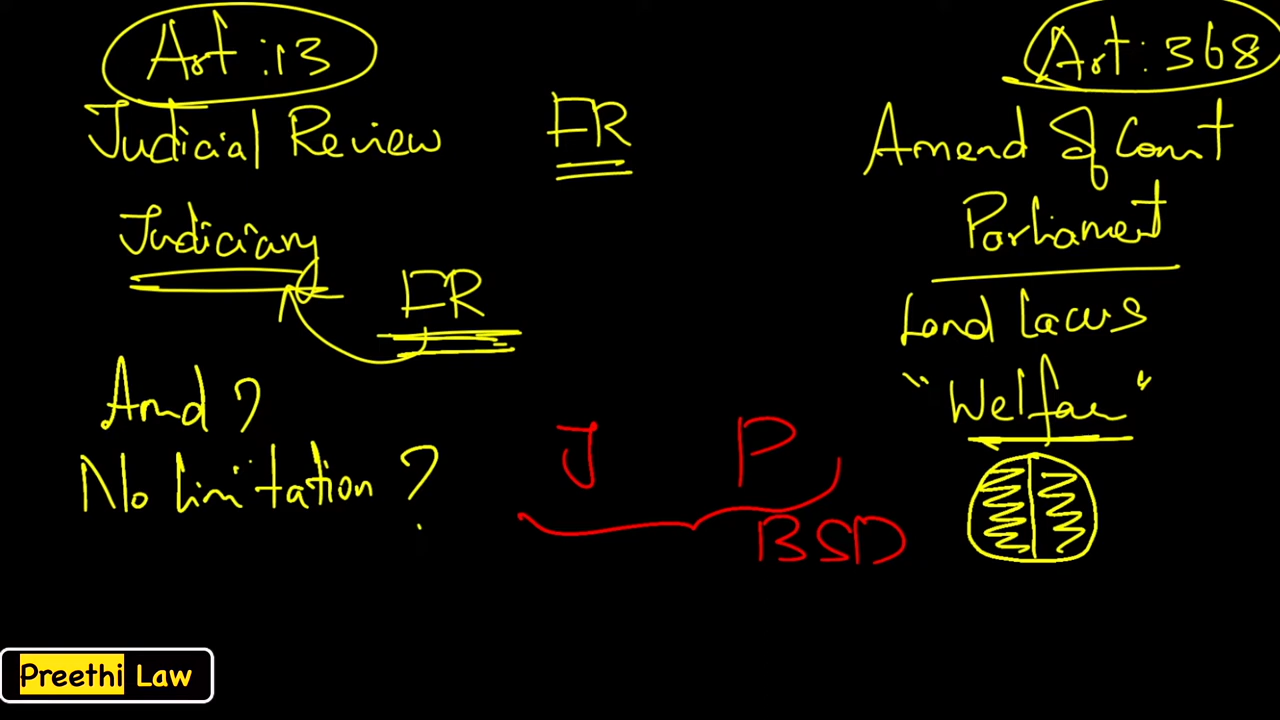 Art : 13
Judicial Review
FR
Judiciary
FR
Amd ?
No limitation ?
J P
BSD
Art : 368
Amend of Const
Parliament
Land Laws
"Welfare"
Preethi Law